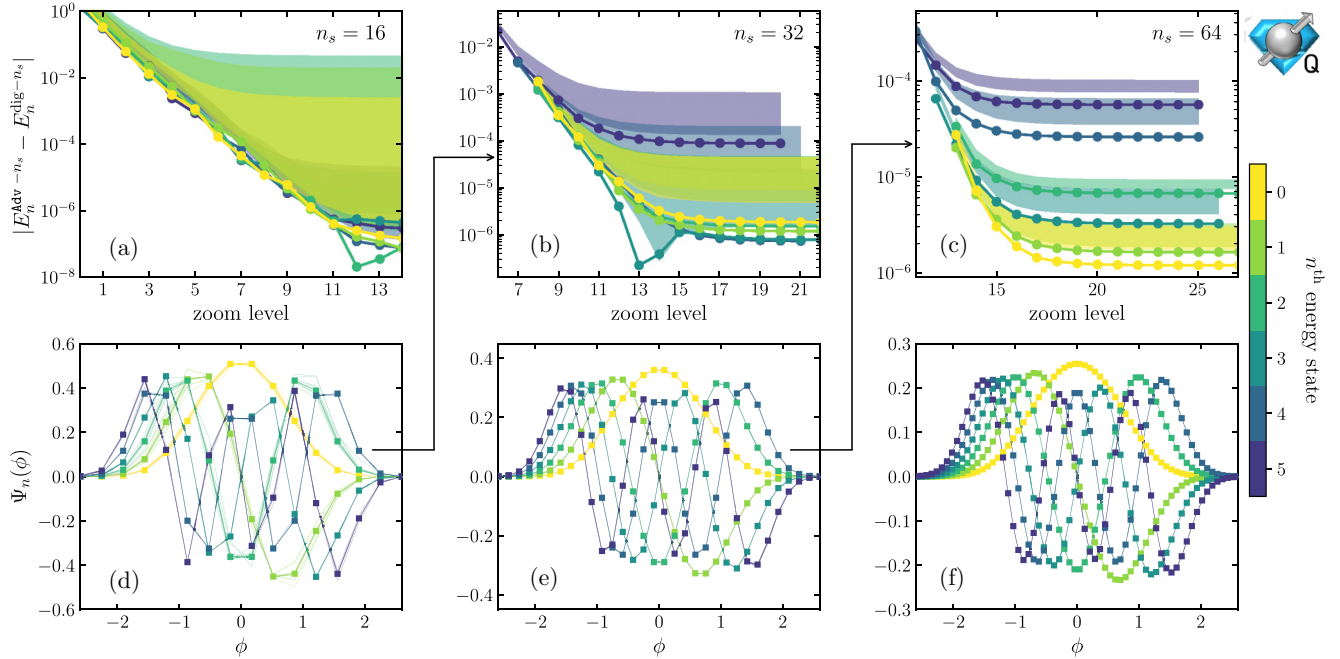 |E_n^{Adv-n_s} − E_n^{dig-n_s}|
10^0
10^{-2}
10^{-4}
10^{-6}
10^{-8}
n_s = 16
(a)
1 3 5 7 9 11 13
zoom level
10^{-2}
10^{-3}
10^{-4}
10^{-5}
10^{-6}
n_s = 32
(b)
7 9 11 13 15 17 19 21
zoom level
10^{-4}
10^{-5}
10^{-6}
n_s = 64
(c)
15 20 25
zoom level
Q
0
1
2
3
4
5
n^{th} energy state
Ψ_n(ϕ)
0.6
0.4
0.2
0.0
−0.2
−0.4
−0.6
(d)
−2 −1 0 1 2
ϕ
0.4
0.2
0.0
−0.2
−0.4
(e)
−2 −1 0 1 2
ϕ
0.3
0.2
0.1
0.0
−0.1
−0.2
−0.3
(f)
−2 −1 0 1 2
ϕ